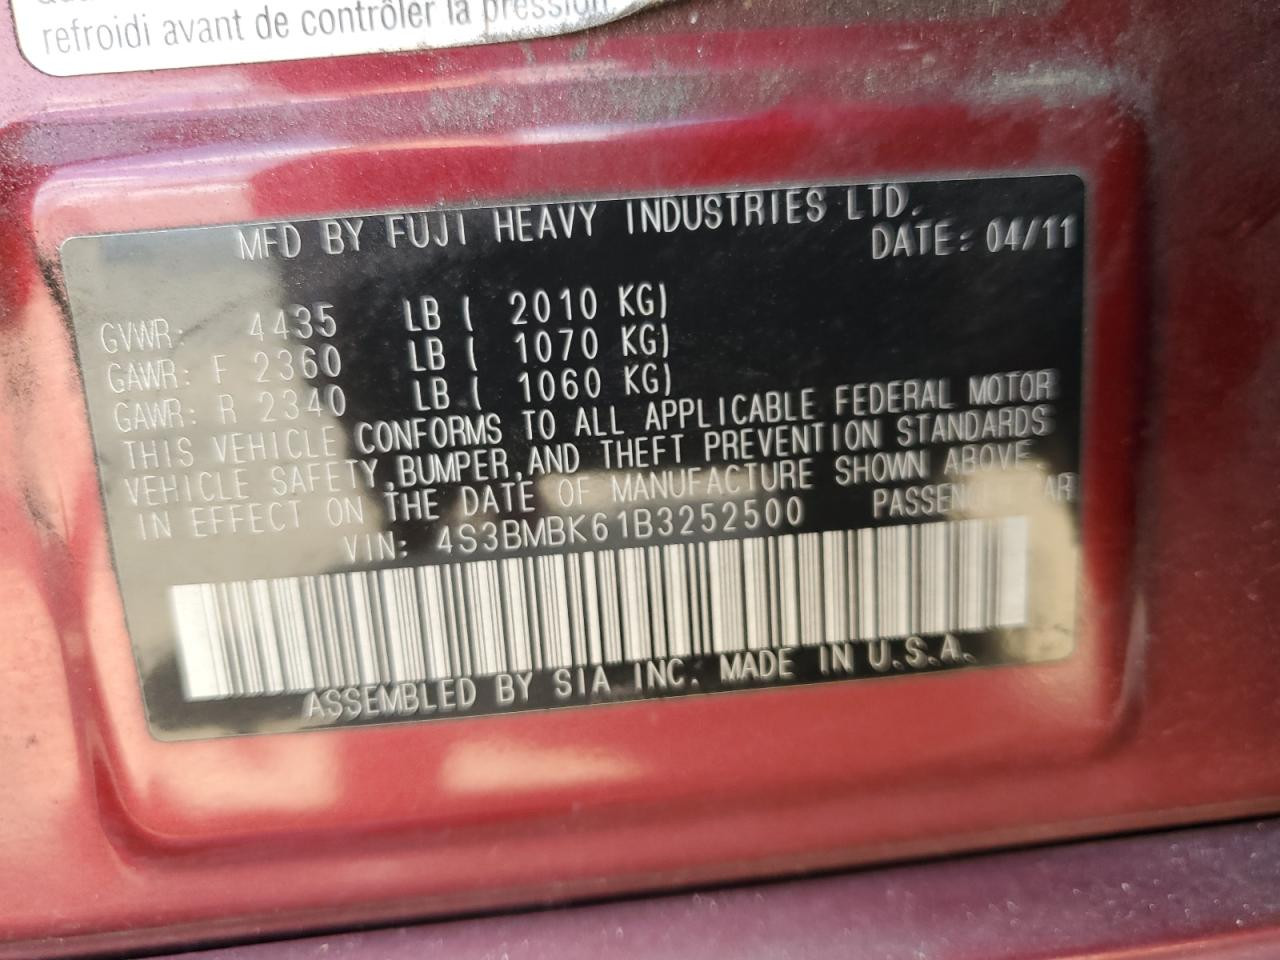 refroidi avant de contrôler la pression.
MFD BY FUJI HEAVY INDUSTRIES LTD.
DATE: 04/11
GVWR: 4435 LB ( 2010 KG)
GAWR: F 2360 LB ( 1070 KG)
GAWR: R 2340 LB ( 1060 KG)
THIS VEHICLE CONFORMS TO ALL APPLICABLE FEDERAL MOTOR
VEHICLE SAFETY, BUMPER, AND THEFT PREVENTION STANDARDS
IN EFFECT ON THE DATE OF MANUFACTURE SHOWN ABOVE.
VIN: 4S3BMBK61B3252500
ASSEMBLED BY SIA INC. MADE IN U.S.A.